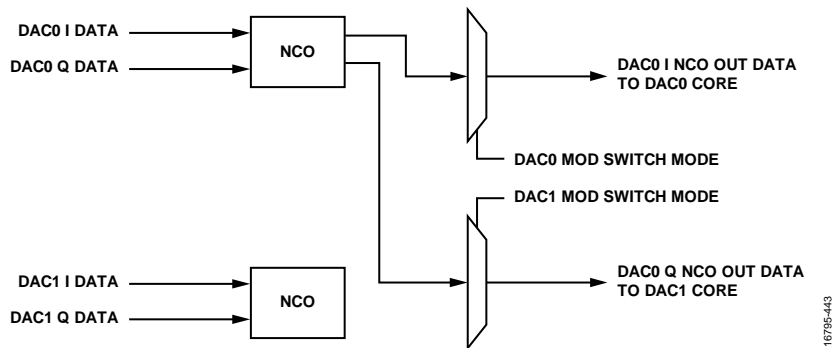 DAC0 I DATA
DAC0 Q DATA
NCO
DAC0 I NCO OUT DATA
TO DAC0 CORE
DAC0 MOD SWITCH MODE
DAC1 MOD SWITCH MODE
DAC1 I DATA
DAC1 Q DATA
NCO
DAC0 Q NCO OUT DATA
TO DAC1 CORE
16795-443